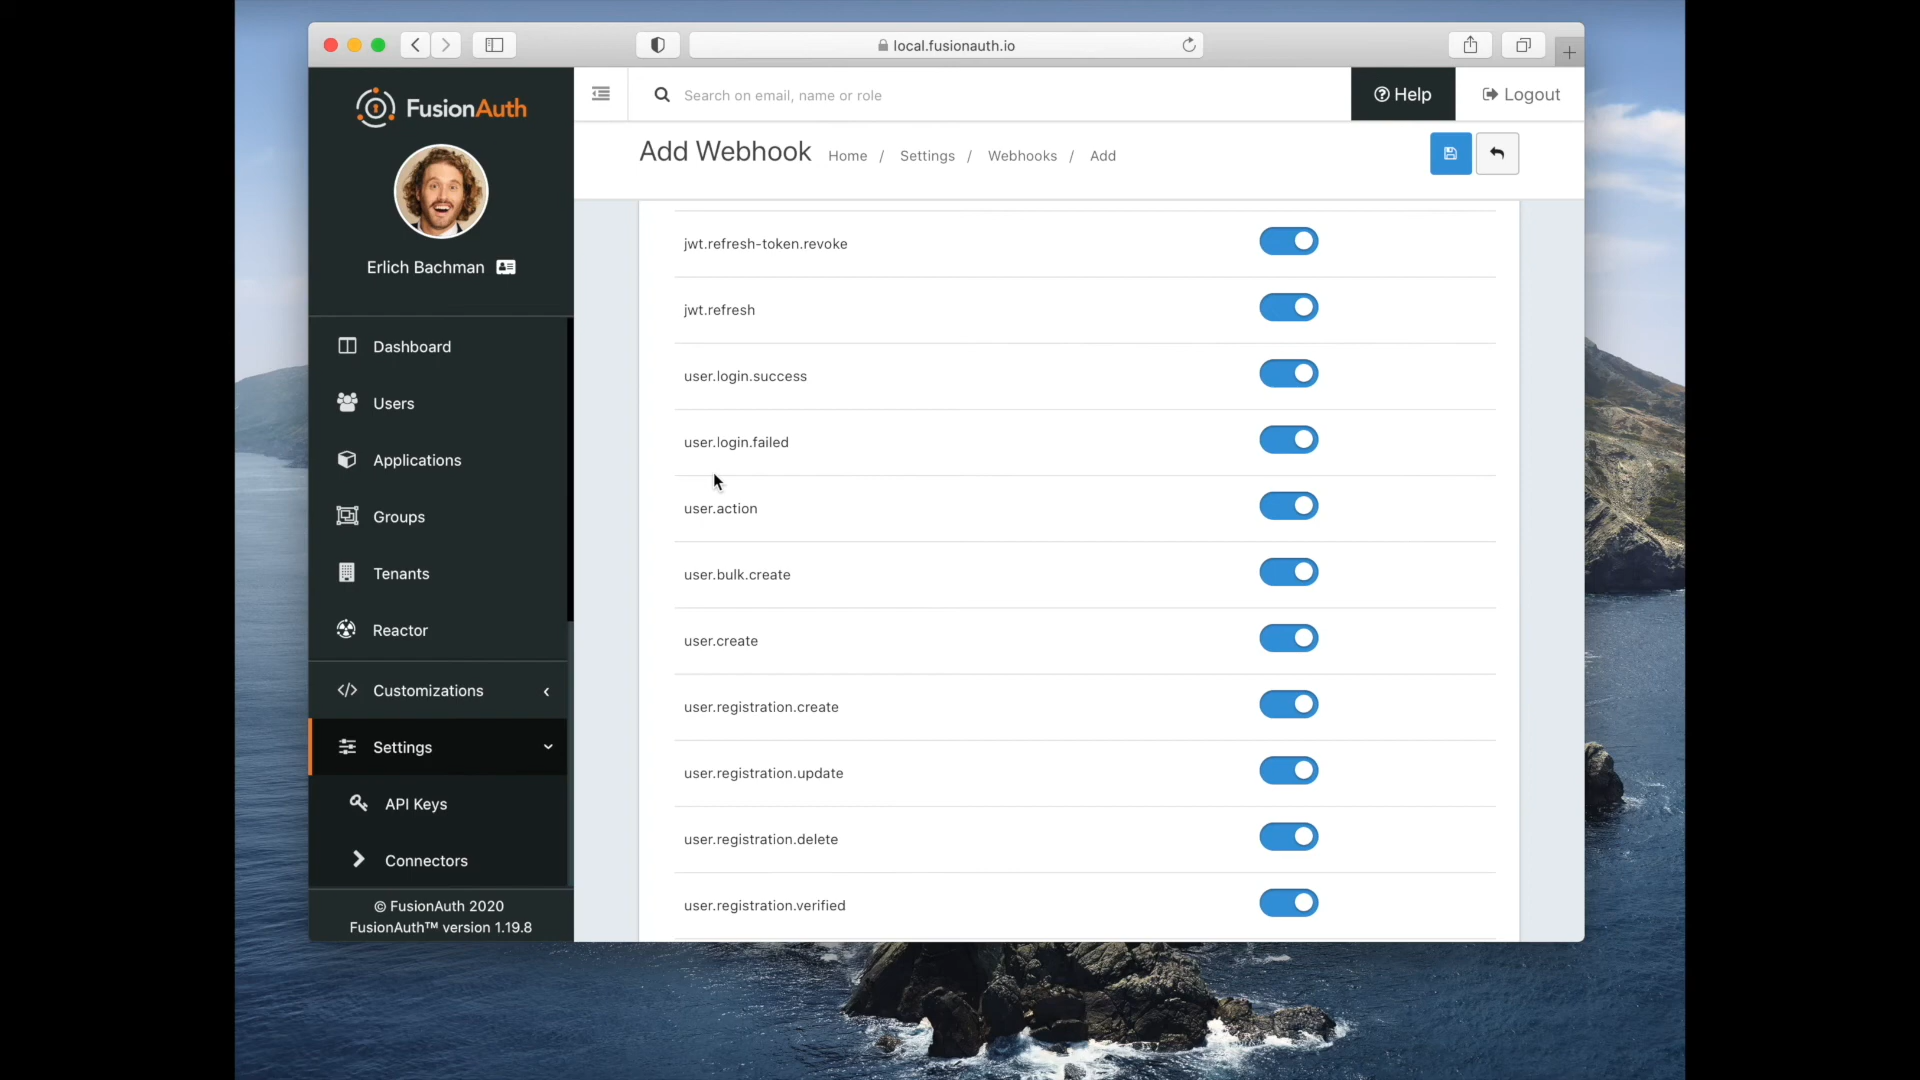 local.fusionauth.io
FusionAuth
Search on email, name or role
Help
Logout
Add Webhook
Home / Settings / Webhooks / Add
Erlich Bachman
Dashboard
Users
Applications
Groups
Tenants
Reactor
Customizations
Settings
API Keys
Connectors
© FusionAuth 2020
FusionAuth™ version 1.19.8
jwt.refresh-token.revoke
jwt.refresh
user.login.success
user.login.failed
user.action
user.bulk.create
user.create
user.registration.create
user.registration.update
user.registration.delete
user.registration.verified